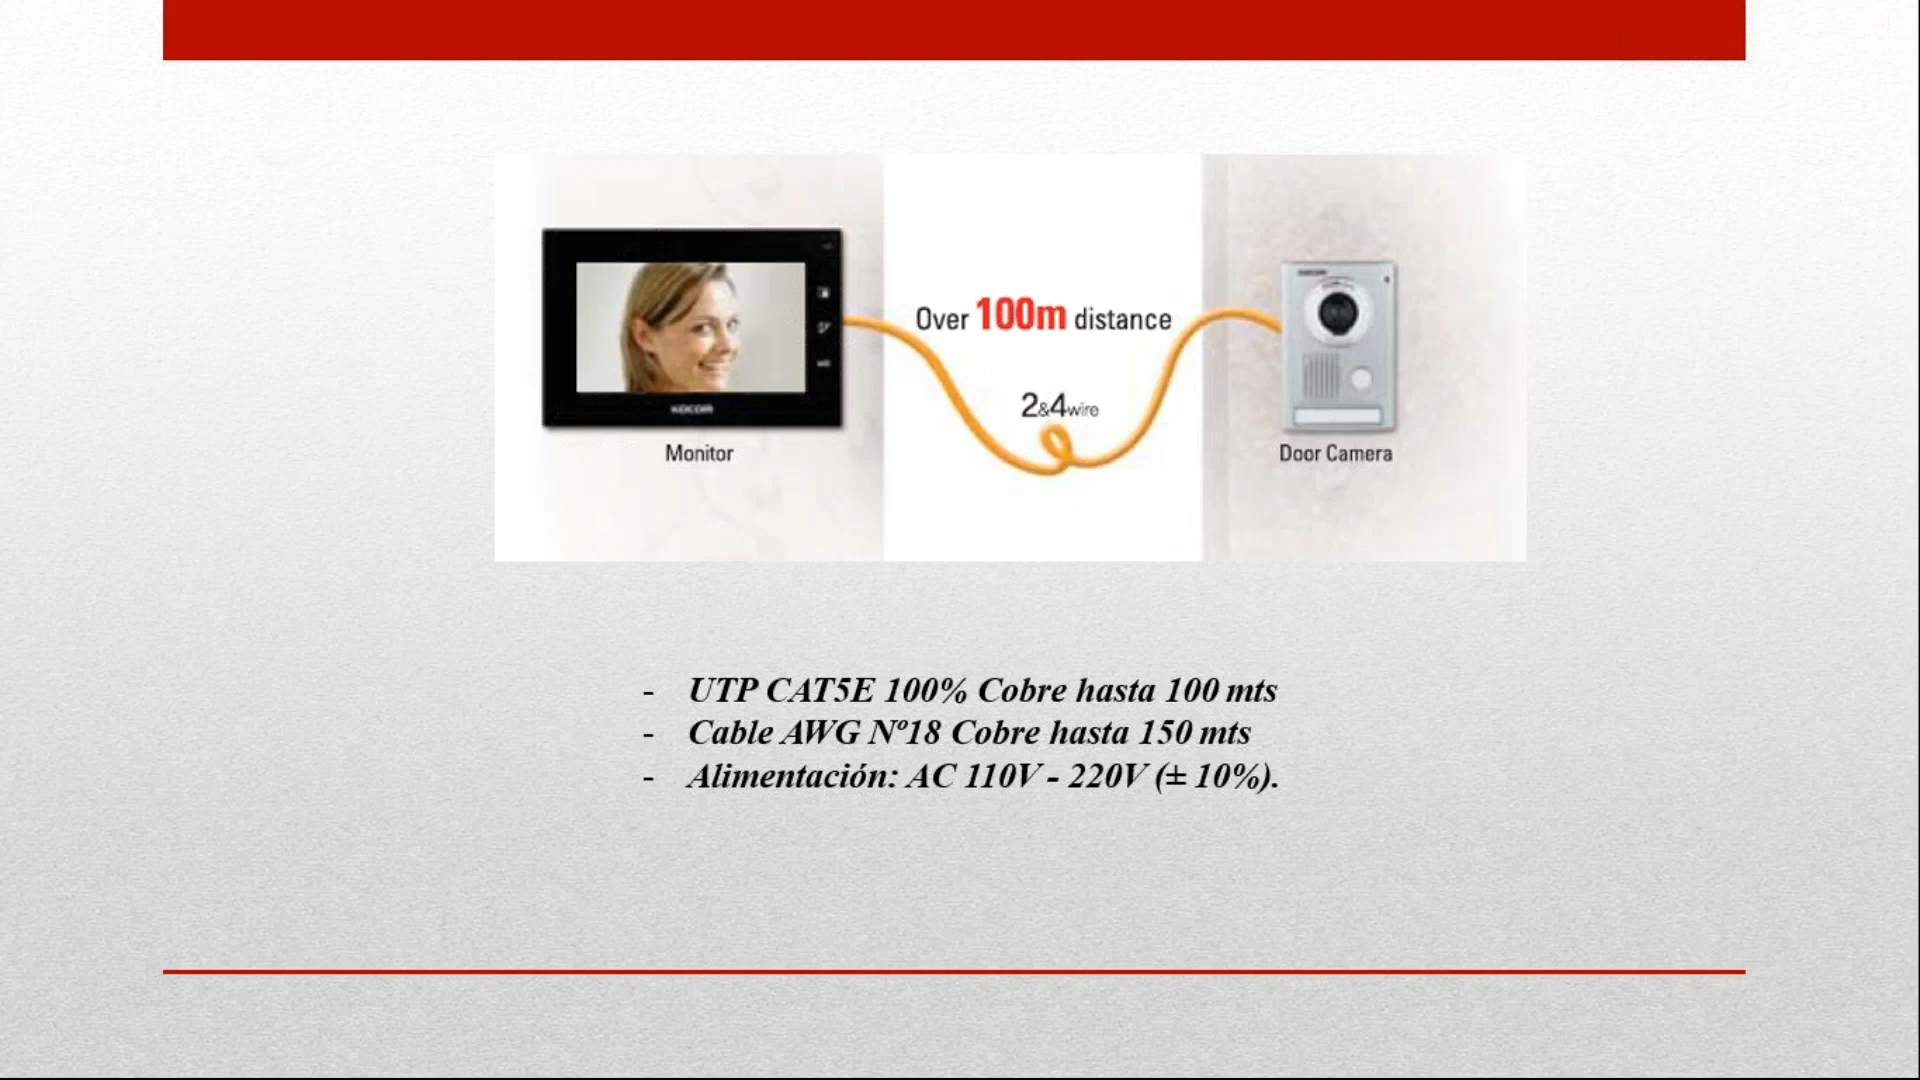 Over 100m distance
2&4wire
KOCOM
Monitor
Door Camera
- UTP CAT5E 100% Cobre hasta 100 mts
- Cable AWG Nº18 Cobre hasta 150 mts
- Alimentación: AC 110V - 220V (± 10%).